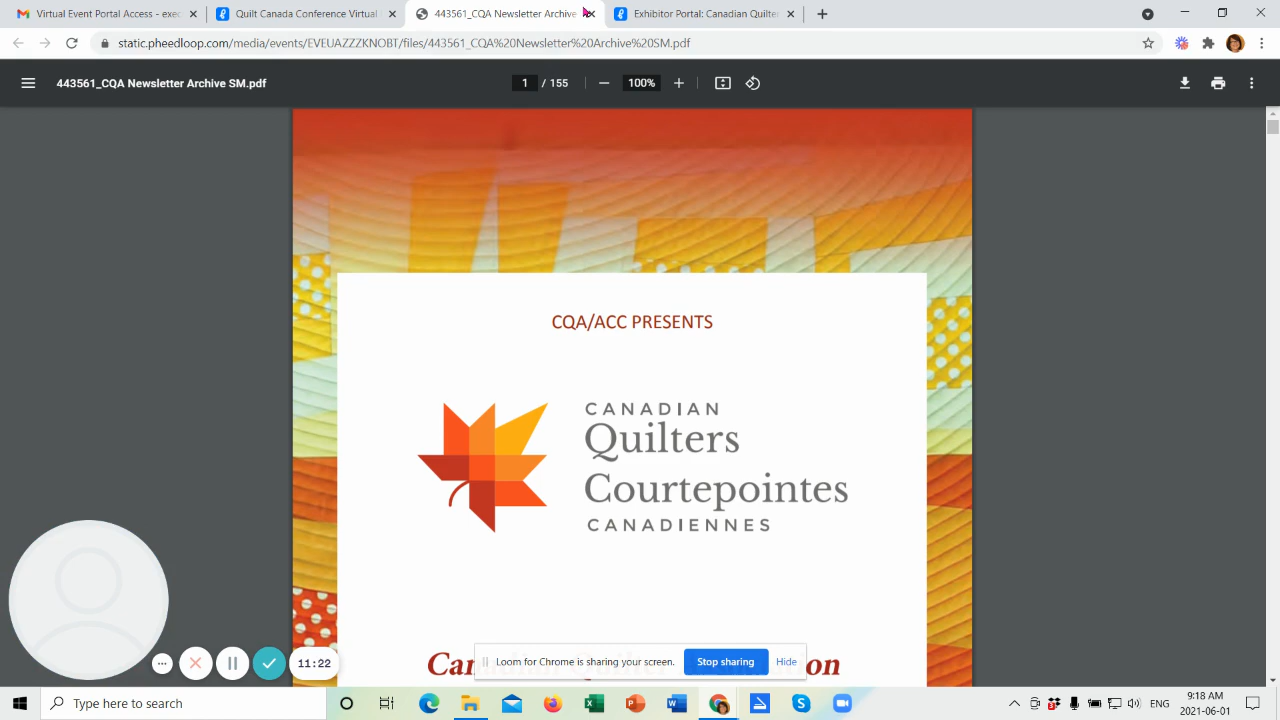 Virtual Event Portal Access - exec
Quilt Canada Conference Virtual
443561_CQA Newsletter Archive
Exhibitor Portal: Canadian Quilter
static.pheedloop.com/media/events/EVEUAZZZKNOBT/files/443561_CQA%20Newsletter%20Archive%20SM.pdf
443561_CQA Newsletter Archive SM.pdf
1 / 155
100%
CQA/ACC PRESENTS
CANADIAN
Quilters
Courtepointes
CANADIENNES
11:22
Loom for Chrome is sharing your screen.
Stop sharing
Hide
Type here to search
ENG
9:18 AM
2021-06-01